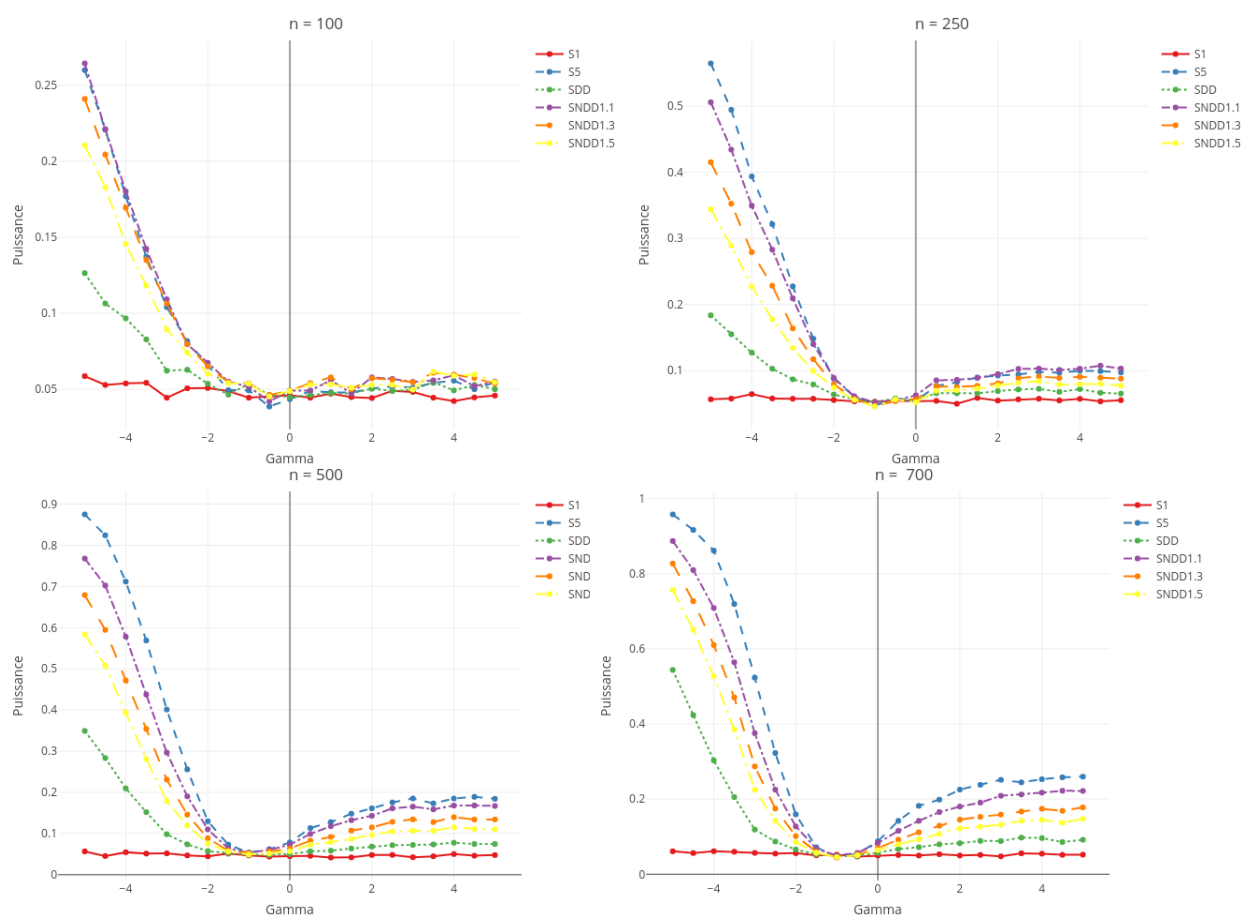 n = 100
0.25
0.2
0.15
0.1
0.05
Puissance
−4
−2
0
2
4
Gamma
S1
S5
SDD
SNDD1.1
SNDD1.3
SNDD1.5
n = 250
0.5
0.4
0.3
0.2
0.1
Puissance
−4
−2
0
2
4
Gamma
S1
S5
SDD
SNDD1.1
SNDD1.3
SNDD1.5
n = 500
0.9
0.8
0.7
0.6
0.5
0.4
0.3
0.2
0.1
0
Puissance
−4
−2
0
2
4
Gamma
S1
S5
SDD
SND
SND
SND
n = 700
1
0.8
0.6
0.4
0.2
0
Puissance
−4
−2
0
2
4
Gamma
S1
S5
SDD
SNDD1.1
SNDD1.3
SNDD1.5